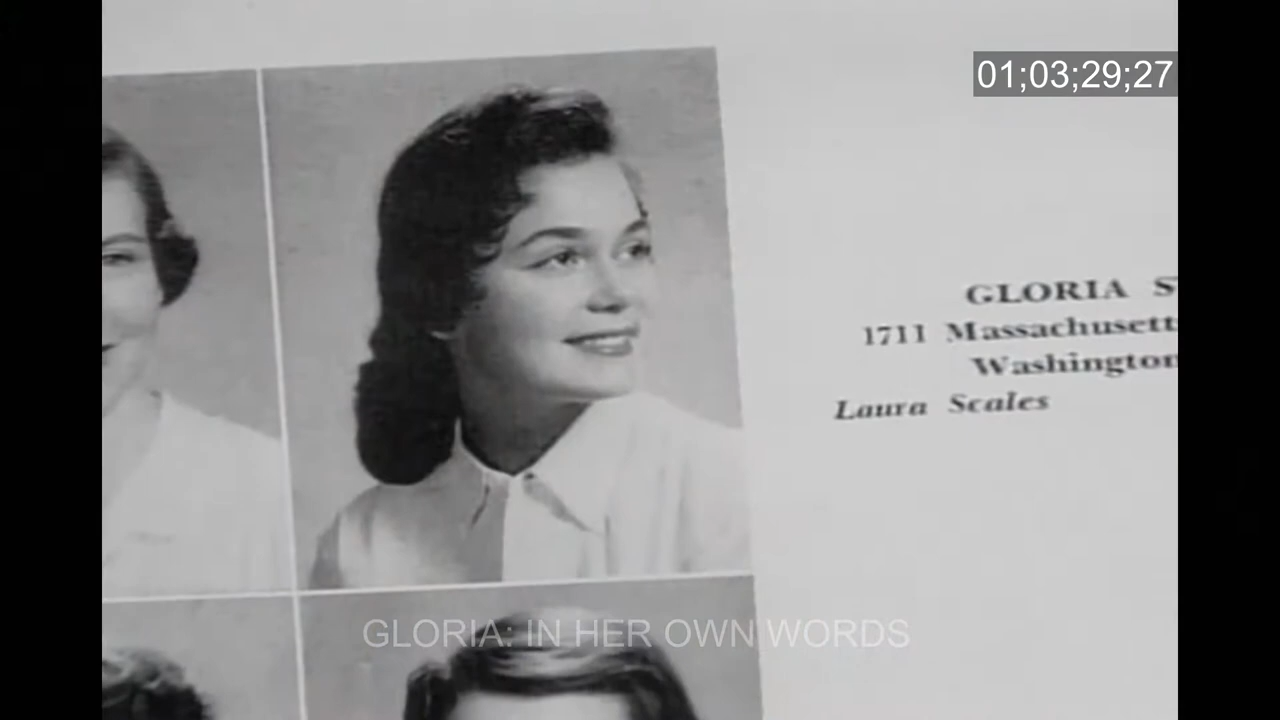 01;03;29;27
GLORIA S
1711 Massachusett
Washington
Laura Scales
GLORIA: IN HER OWN WORDS